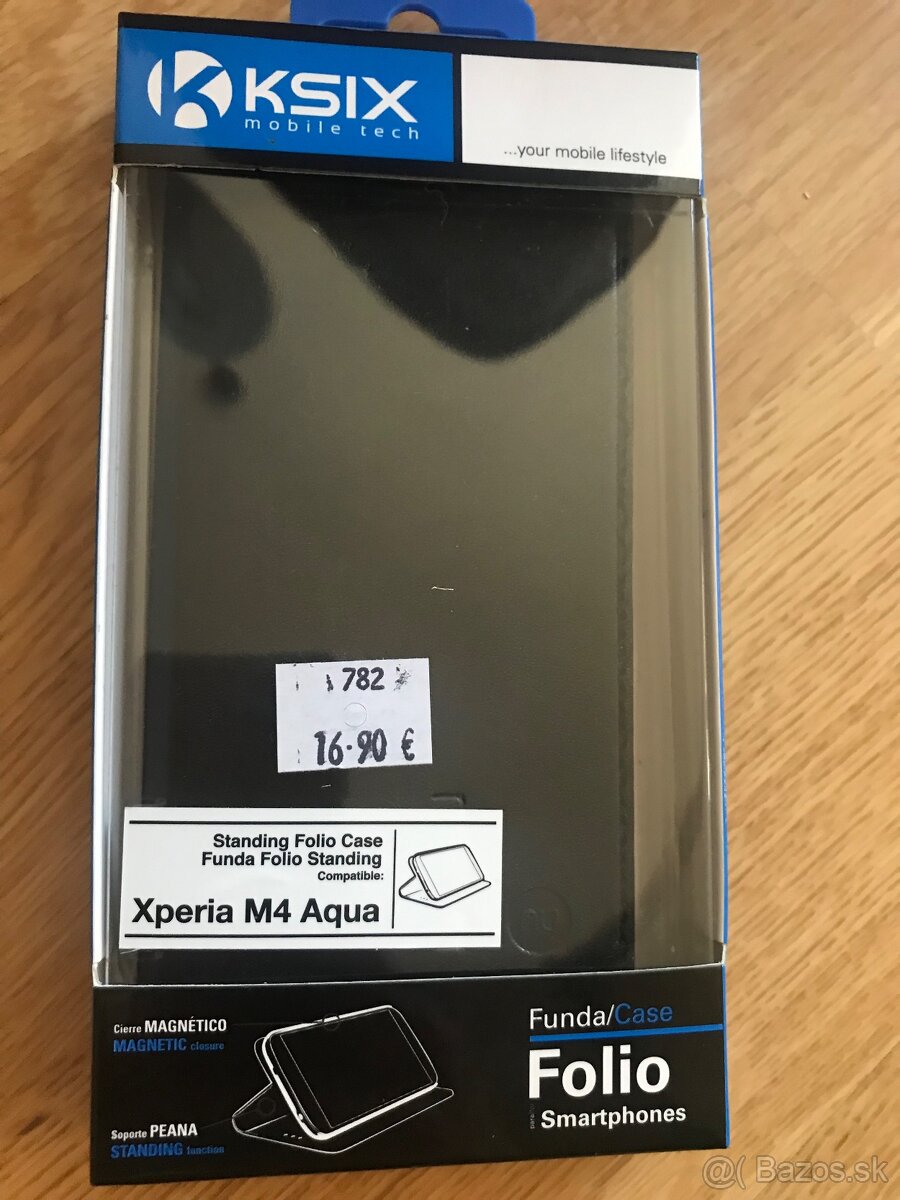 KSIX
mobile tech
...your mobile lifestyle
782
16.90 €
Standing Folio Case
Funda Folio Standing
Compatible:
Xperia M4 Aqua
Cierre MAGNÉTICO
MAGNETIC closure
Soporte PEANA
STANDING function
Funda/Case
Folio
Smartphones
@( Bazos.sk